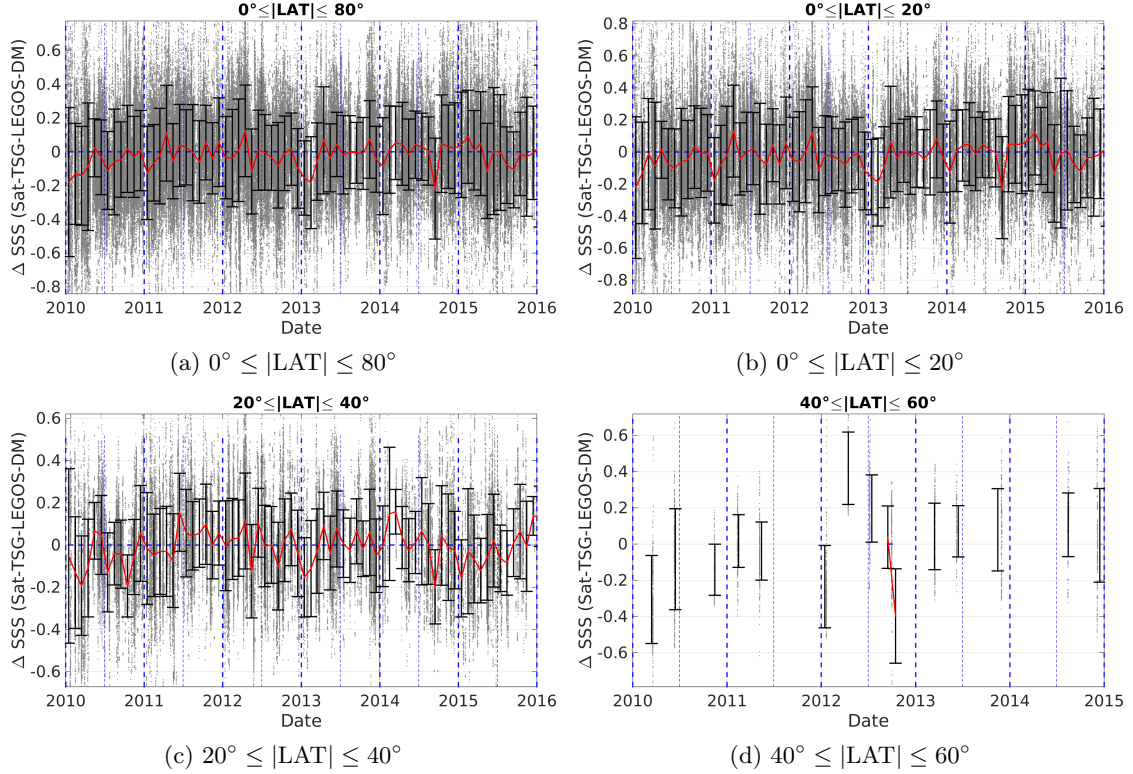 0°≤|LAT|≤ 80°
Δ SSS (Sat-TSG-LEGOS-DM)
0.6
0.4
0.2
0
-0.2
-0.4
-0.6
-0.8
2010 2011 2012 2013 2014 2015 2016
Date
(a) 0° ≤ |LAT| ≤ 80°
0°≤|LAT|≤ 20°
Δ SSS (Sat-TSG-LEGOS-DM)
0.8
0.6
0.4
0.2
0
-0.2
-0.4
-0.6
-0.8
2010 2011 2012 2013 2014 2015 2016
Date
(b) 0° ≤ |LAT| ≤ 20°
20°≤|LAT|≤ 40°
Δ SSS (Sat-TSG-LEGOS-DM)
0.6
0.4
0.2
0
-0.2
-0.4
-0.6
2010 2011 2012 2013 2014 2015 2016
Date
(c) 20° ≤ |LAT| ≤ 40°
40°≤|LAT|≤ 60°
Δ SSS (Sat-TSG-LEGOS-DM)
0.6
0.4
0.2
0
-0.2
-0.4
-0.6
2010 2011 2012 2013 2014 2015
Date
(d) 40° ≤ |LAT| ≤ 60°